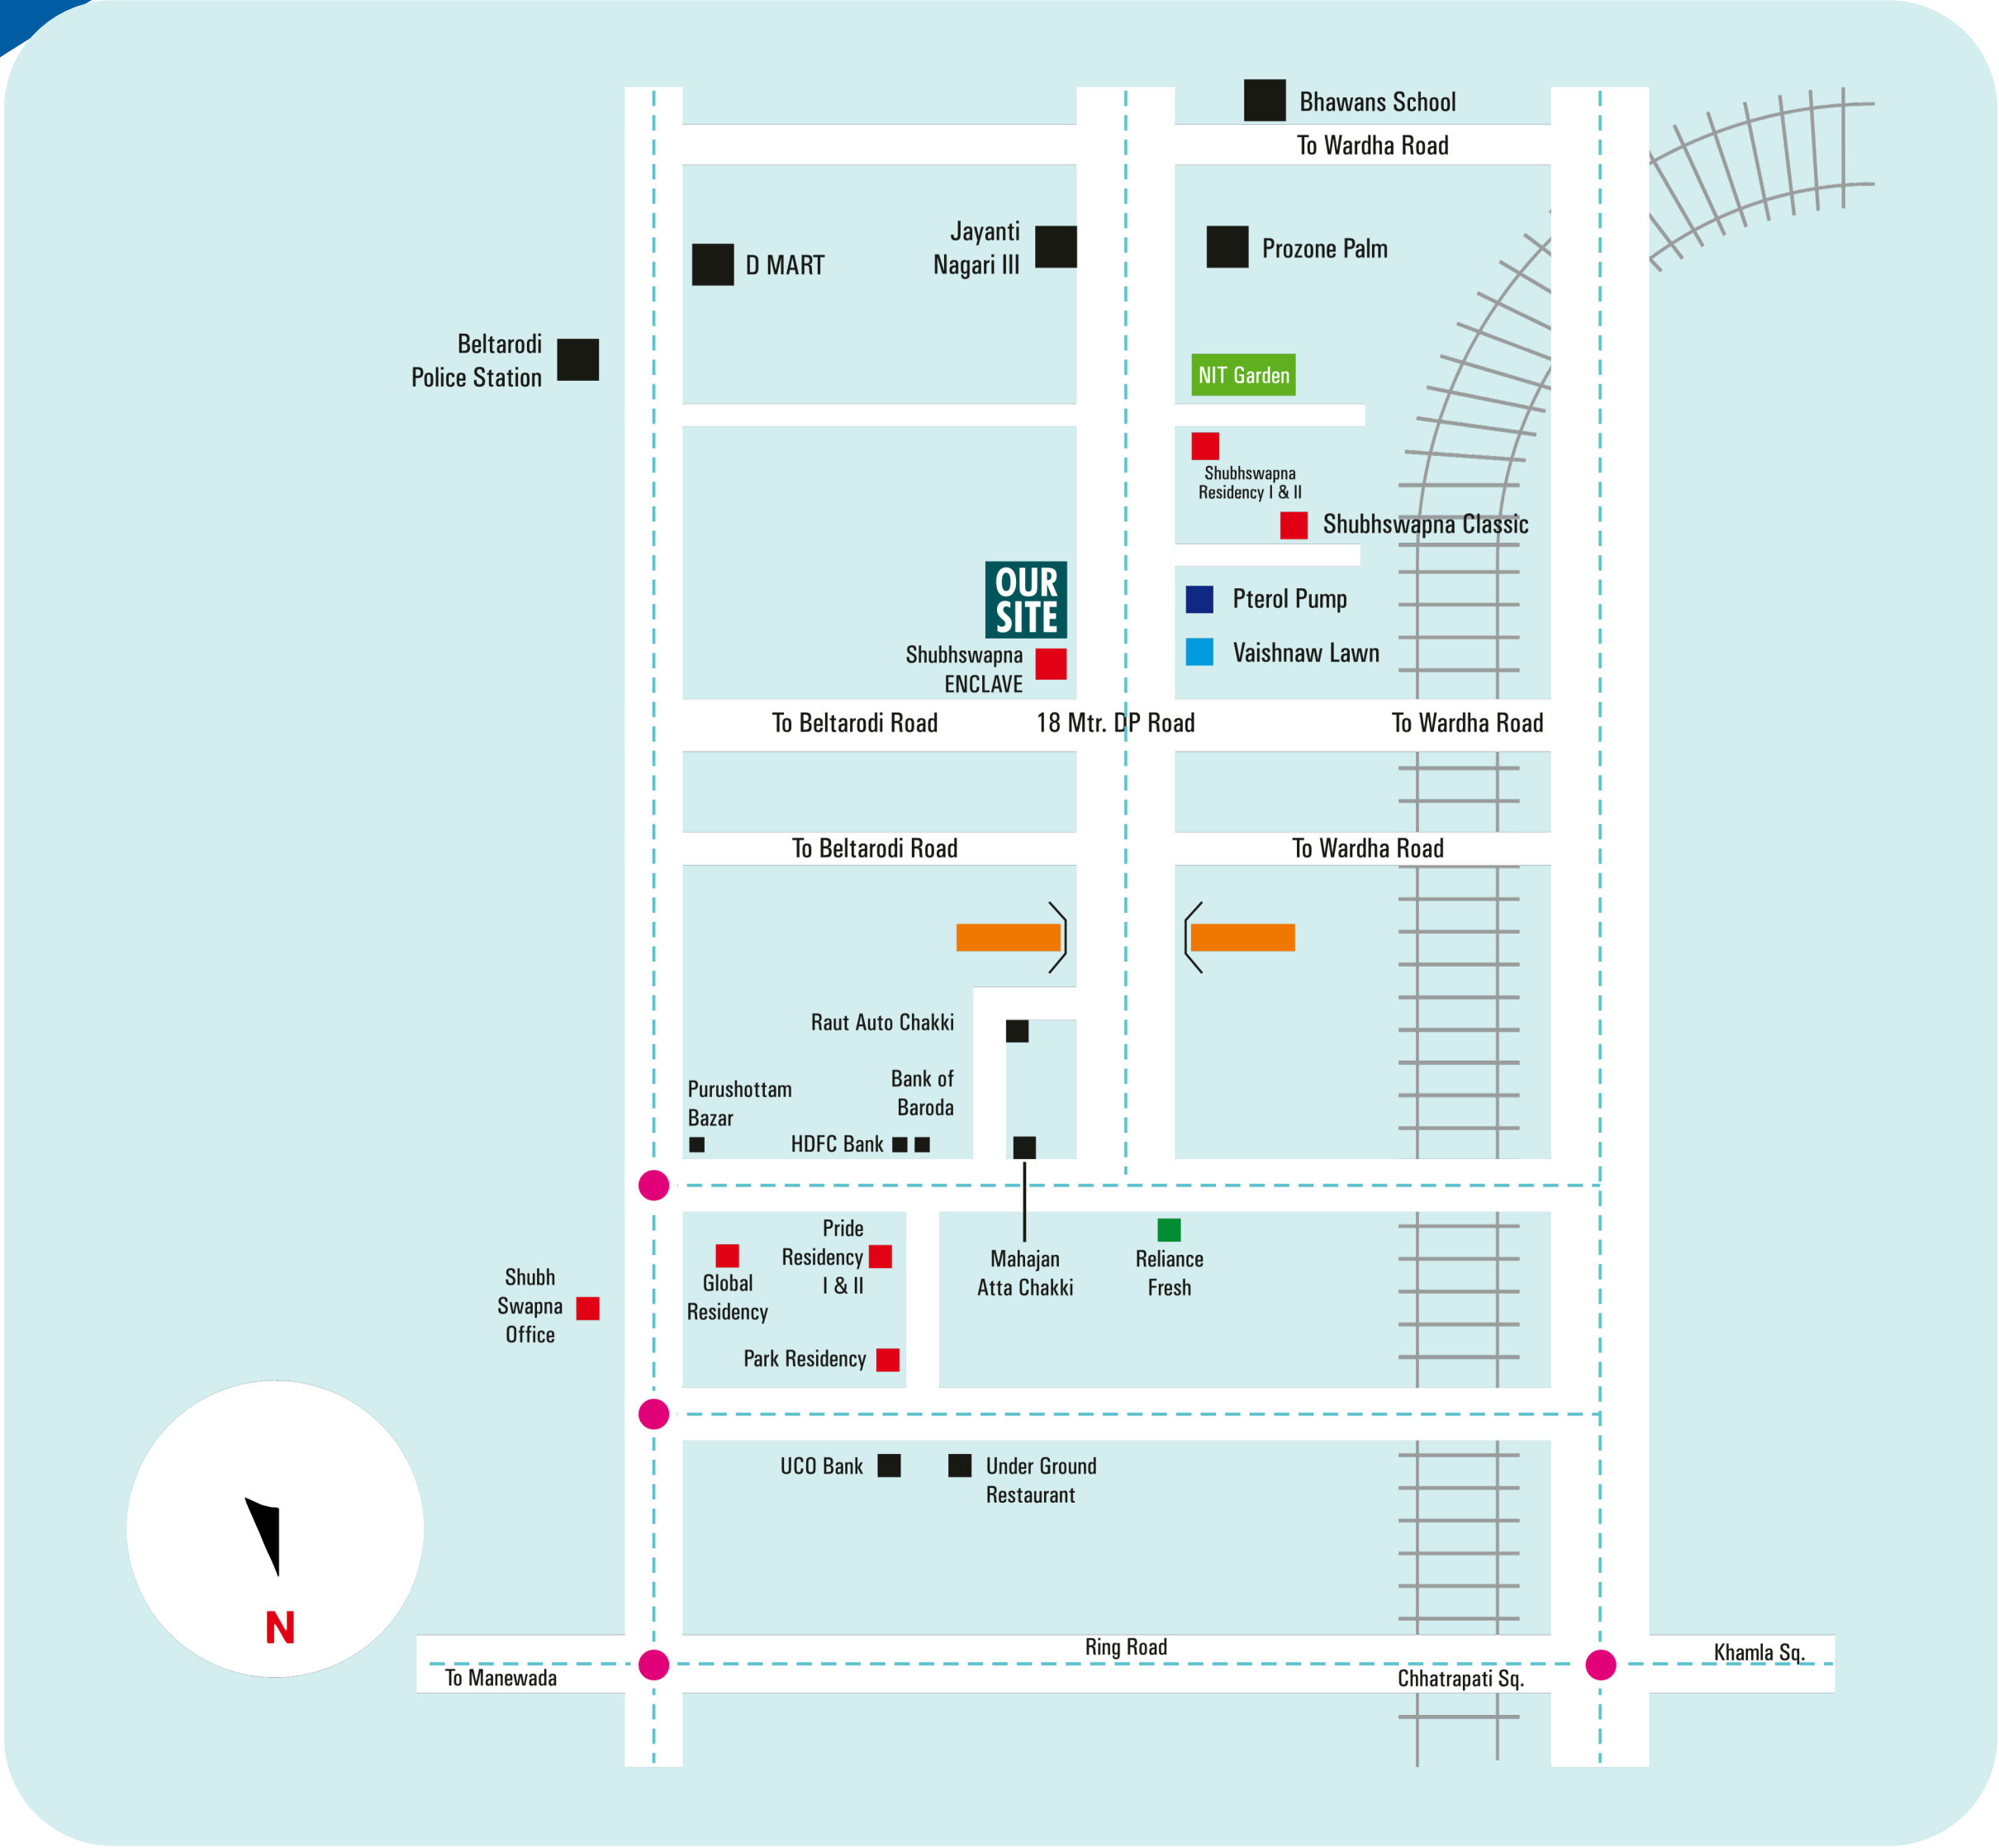 Bhawans School
To Wardha Road
Jayanti
Nagari III
Prozone Palm
D MART
Beltarodi
Police Station
NIT Garden
Shubhswapna
Residency I & II
Shubhswapna Classic
OUR
SITE
Pterol Pump
Shubhswapna
ENCLAVE
Vaishnaw Lawn
To Beltarodi Road
18 Mtr. DP Road
To Wardha Road
To Beltarodi Road
To Wardha Road
Raut Auto Chakki
Purushottam
Bazar
Bank of
Baroda
HDFC Bank
Pride
Residency
I & II
Global
Residency
Mahajan
Atta Chakki
Reliance
Fresh
Shubh
Swapna
Office
Park Residency
UCO Bank
Under Ground
Restaurant
N
Ring Road
Khamla Sq.
To Manewada
Chhatrapati Sq.